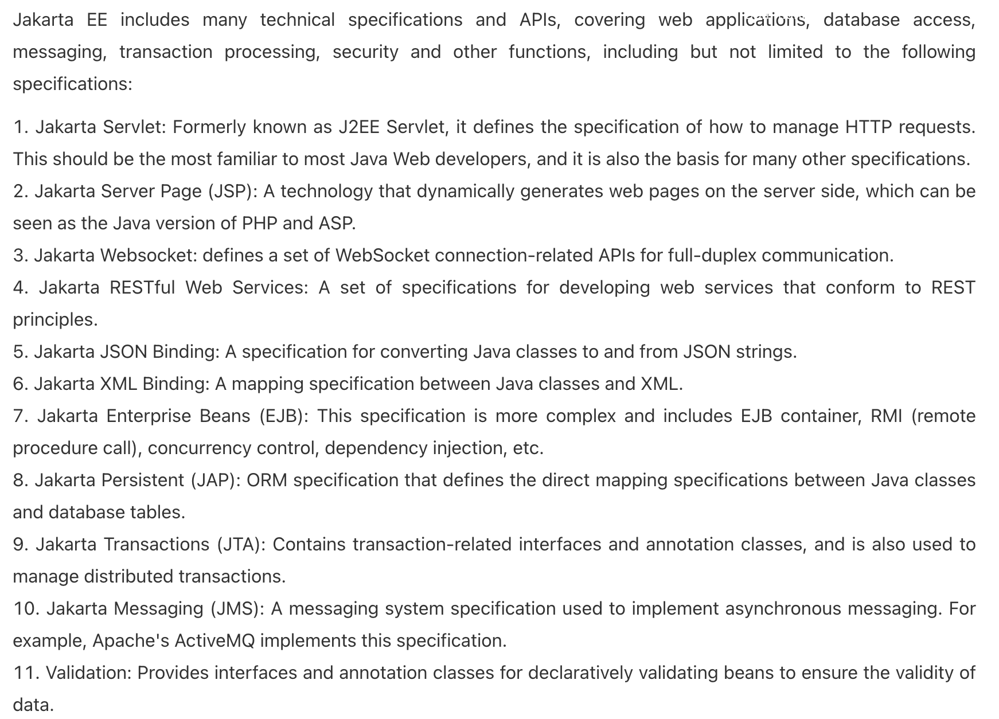 Jakarta EE includes many technical specifications and APIs, covering web applications, database access,
messaging, transaction processing, security and other functions, including but not limited to the following
specifications:
1. Jakarta Servlet: Formerly known as J2EE Servlet, it defines the specification of how to manage HTTP requests.
This should be the most familiar to most Java Web developers, and it is also the basis for many other specifications.
2. Jakarta Server Page (JSP): A technology that dynamically generates web pages on the server side, which can be
seen as the Java version of PHP and ASP.
3. Jakarta Websocket: defines a set of WebSocket connection-related APIs for full-duplex communication.
4. Jakarta RESTful Web Services: A set of specifications for developing web services that conform to REST
principles.
5. Jakarta JSON Binding: A specification for converting Java classes to and from JSON strings.
6. Jakarta XML Binding: A mapping specification between Java classes and XML.
7. Jakarta Enterprise Beans (EJB): This specification is more complex and includes EJB container, RMI (remote
procedure call), concurrency control, dependency injection, etc.
8. Jakarta Persistent (JAP): ORM specification that defines the direct mapping specifications between Java classes
and database tables.
9. Jakarta Transactions (JTA): Contains transaction-related interfaces and annotation classes, and is also used to
manage distributed transactions.
10. Jakarta Messaging (JMS): A messaging system specification used to implement asynchronous messaging. For
example, Apache's ActiveMQ implements this specification.
11. Validation: Provides interfaces and annotation classes for declaratively validating beans to ensure the validity of
data.